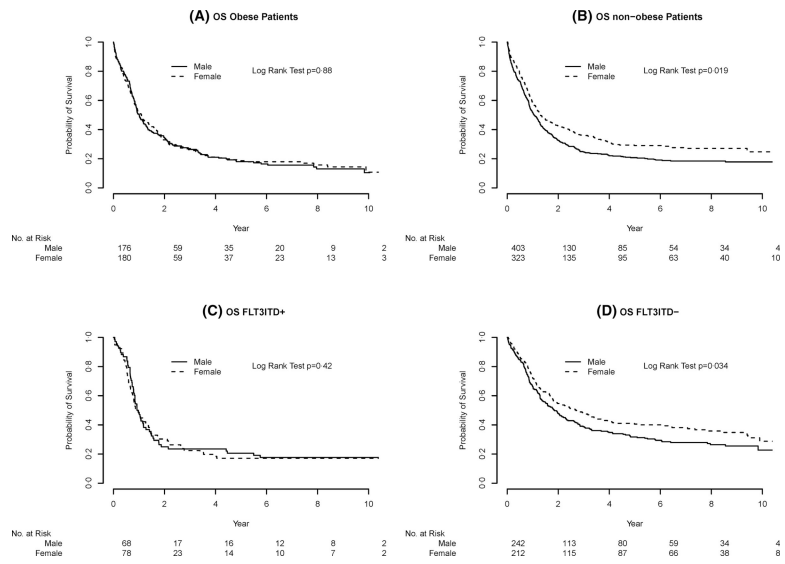 (A) OS Obese Patients
Probability of Survival
1·0
0·8
0·6
0·4
0·2
0·0
Male
Female
Log Rank Test p=0·88
0 2 4 6 8 10
Year
No. at Risk
Male 176 59 35 20 9 2
Female 180 59 37 23 13 3
(B) OS non−obese Patients
Probability of Survival
1·0
0·8
0·6
0·4
0·2
0·0
Male
Female
Log Rank Test p=0·019
0 2 4 6 8 10
Year
No. at Risk
Male 403 130 85 54 34 4
Female 323 135 95 63 40 10
(C) OS FLT3ITD+
Probability of Survival
1·0
0·8
0·6
0·4
0·2
0·0
Male
Female
Log Rank Test p=0·42
0 2 4 6 8 10
Year
No. at Risk
Male 68 17 16 12 8 2
Female 78 23 14 10 7 2
(D) OS FLT3ITD−
Probability of Survival
1·0
0·8
0·6
0·4
0·2
0·0
Male
Female
Log Rank Test p=0·034
0 2 4 6 8 10
Year
No. at Risk
Male 242 113 80 59 34 4
Female 212 115 87 66 38 8